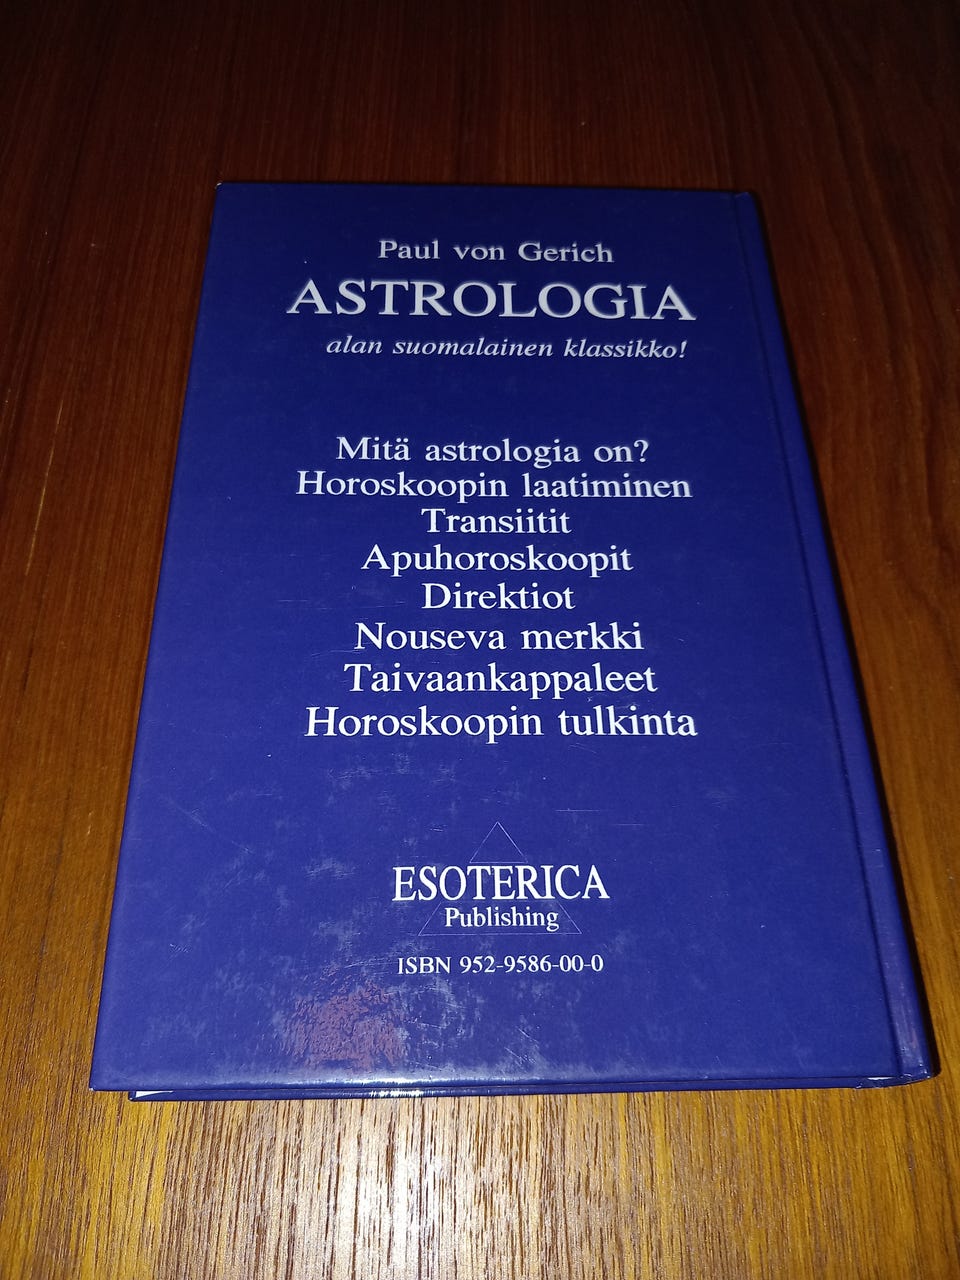 Paul von Gerich
ASTROLOGIA
alan suomalainen klassikko!
Mitä astrologia on?
Horoskoopin laatiminen
Transiitit
Apuhoroskoopit
Direktiot
Nouseva merkki
Taivaankappaleet
Horoskoopin tulkinta
ESOTERICA
Publishing
ISBN 952-9586-00-0